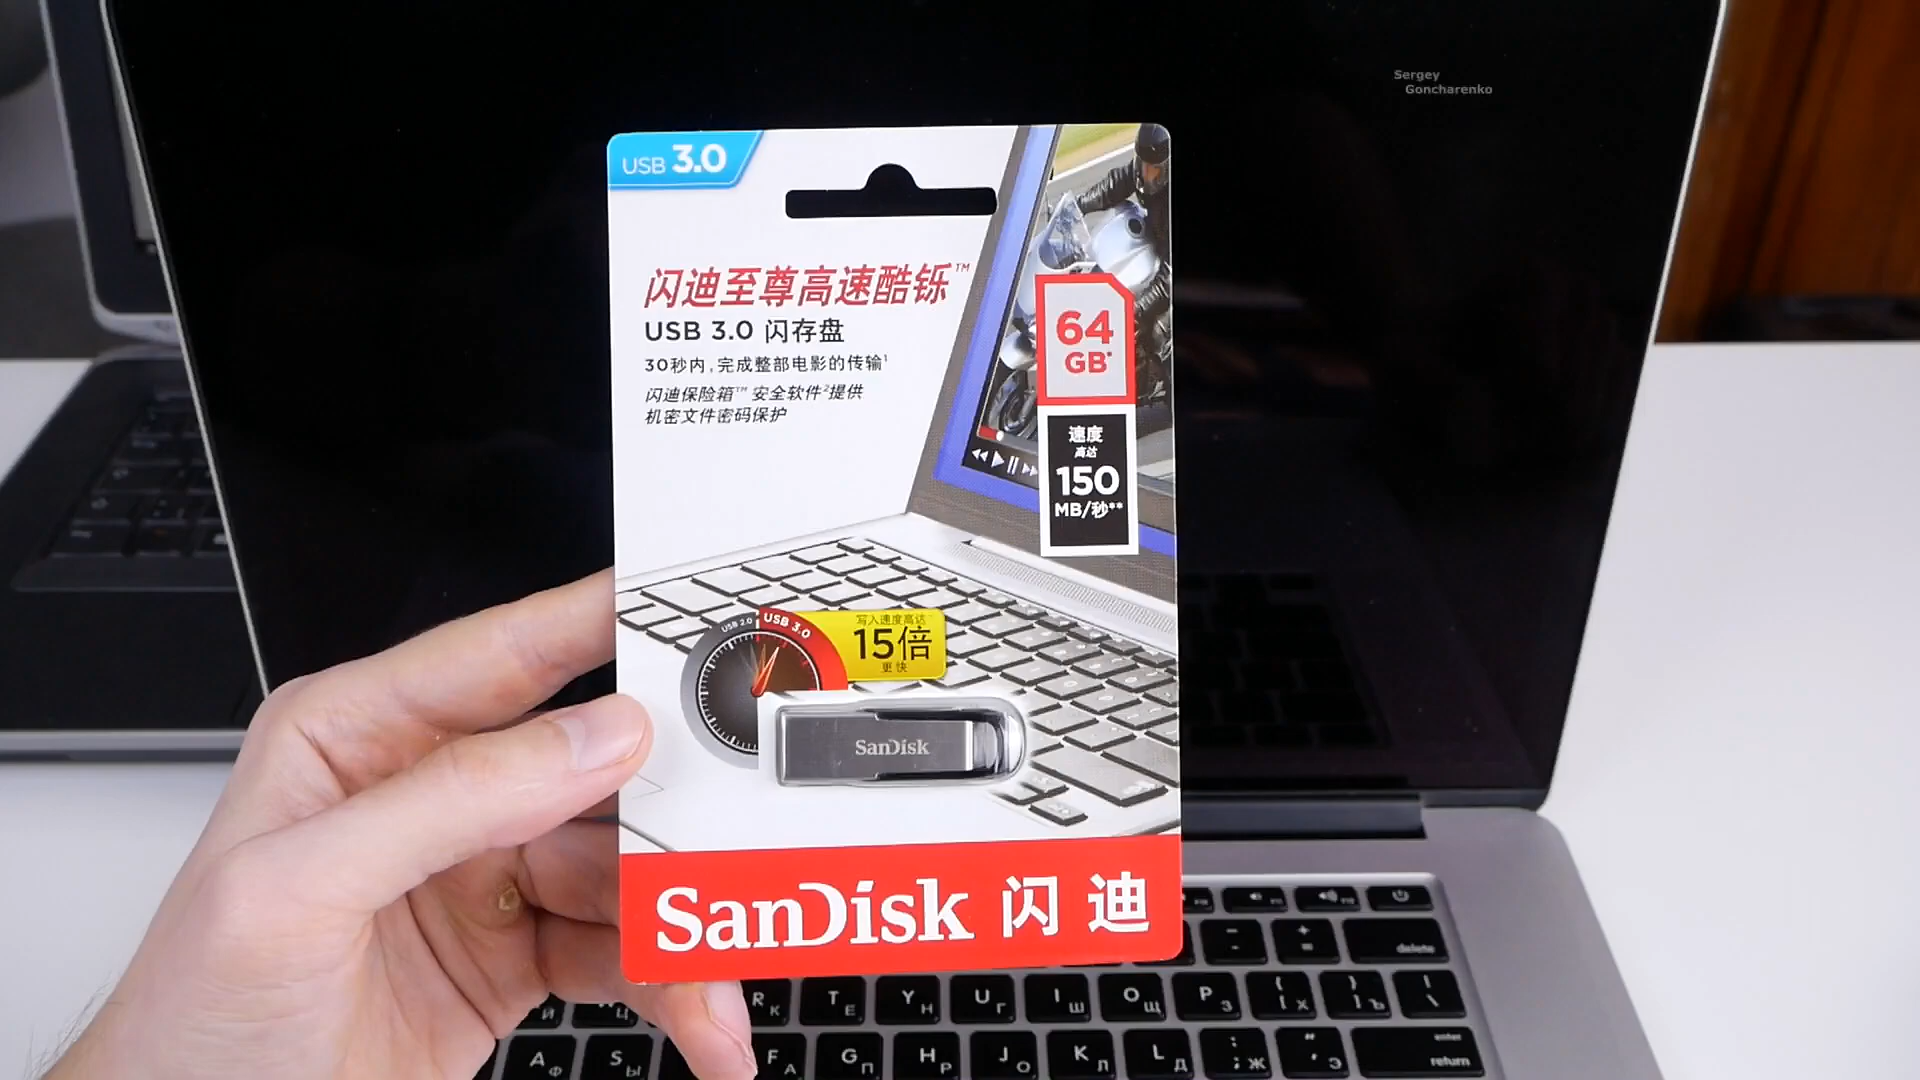 Sergey
Goncharenko
USB 3.0
闪迪至尊高速酷铄™
USB 3.0 闪存盘
30秒内,完成整部电影的传输¹
闪迪保险箱™ 安全软件²提供
机密文件密码保护
64
GB*
速度
高达
150
MB/秒**
USB 2.0
USB 3.0
写入速度高达
15倍
更快
SanDisk
SanDisk 闪迪
- _
+ =
delete
R К
T Е
Y Н
U Г
I Ш
O Щ
P З
[ { Х
] } Ъ
\ |
A Ф
S Ы
F А
G П
H Р
J О
K Л
L Д
; : Ж
' " Э
enter
return